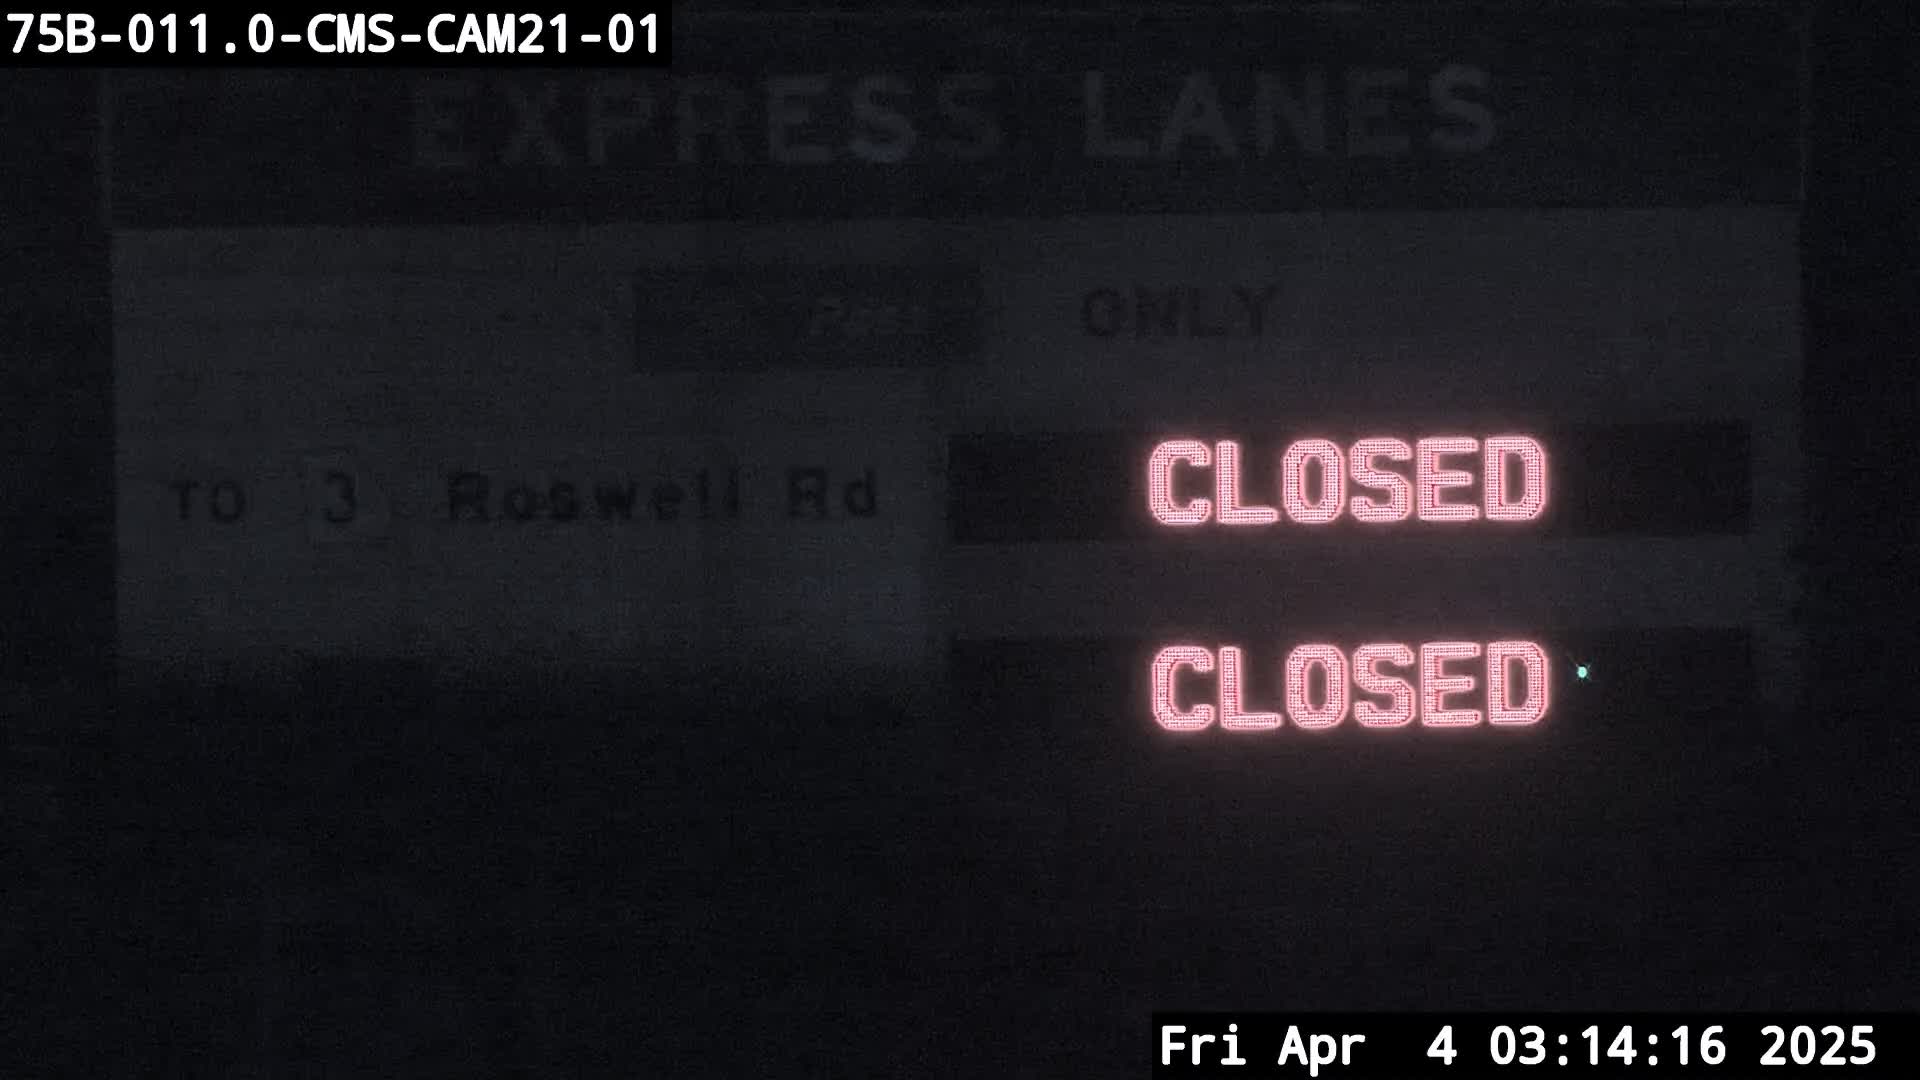 75B-011.0-CMS-CAM21-01
EXPRESS LANES
ONLY
TO 3 Roswell Rd CLOSED
CLOSED
Fri Apr 4 03:14:16 2025